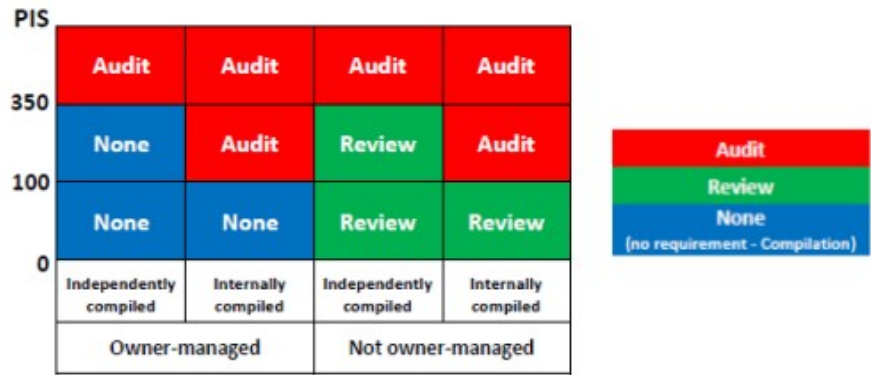 PIS
Audit Audit Audit Audit
350
None Audit Review Audit
100
None None Review Review
0
Independently compiled Internally compiled Independently compiled Internally compiled
Owner-managed Not owner-managed
Audit
Review
None
(no requirement - Compilation)